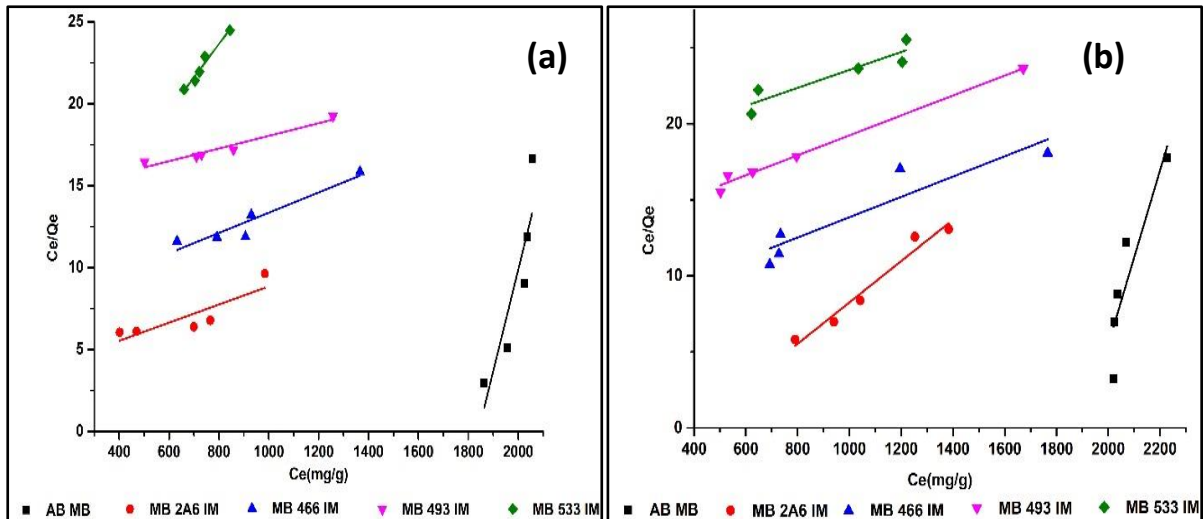 (a)
25
20
15
10
5
0
Ce/Qe
400 600 800 1000 1200 1400 1600 1800 2000
Ce(mg/g)
AB MB MB 2A6 IM MB 466 IM MB 493 IM MB 533 IM
(b)
20
10
0
Ce/Qe
400 600 800 1000 1200 1400 1600 1800 2000 2200
Ce(mg/g)
AB MB MB 2A6 IM MB 466 IM MB 493 IM MB 533 IM